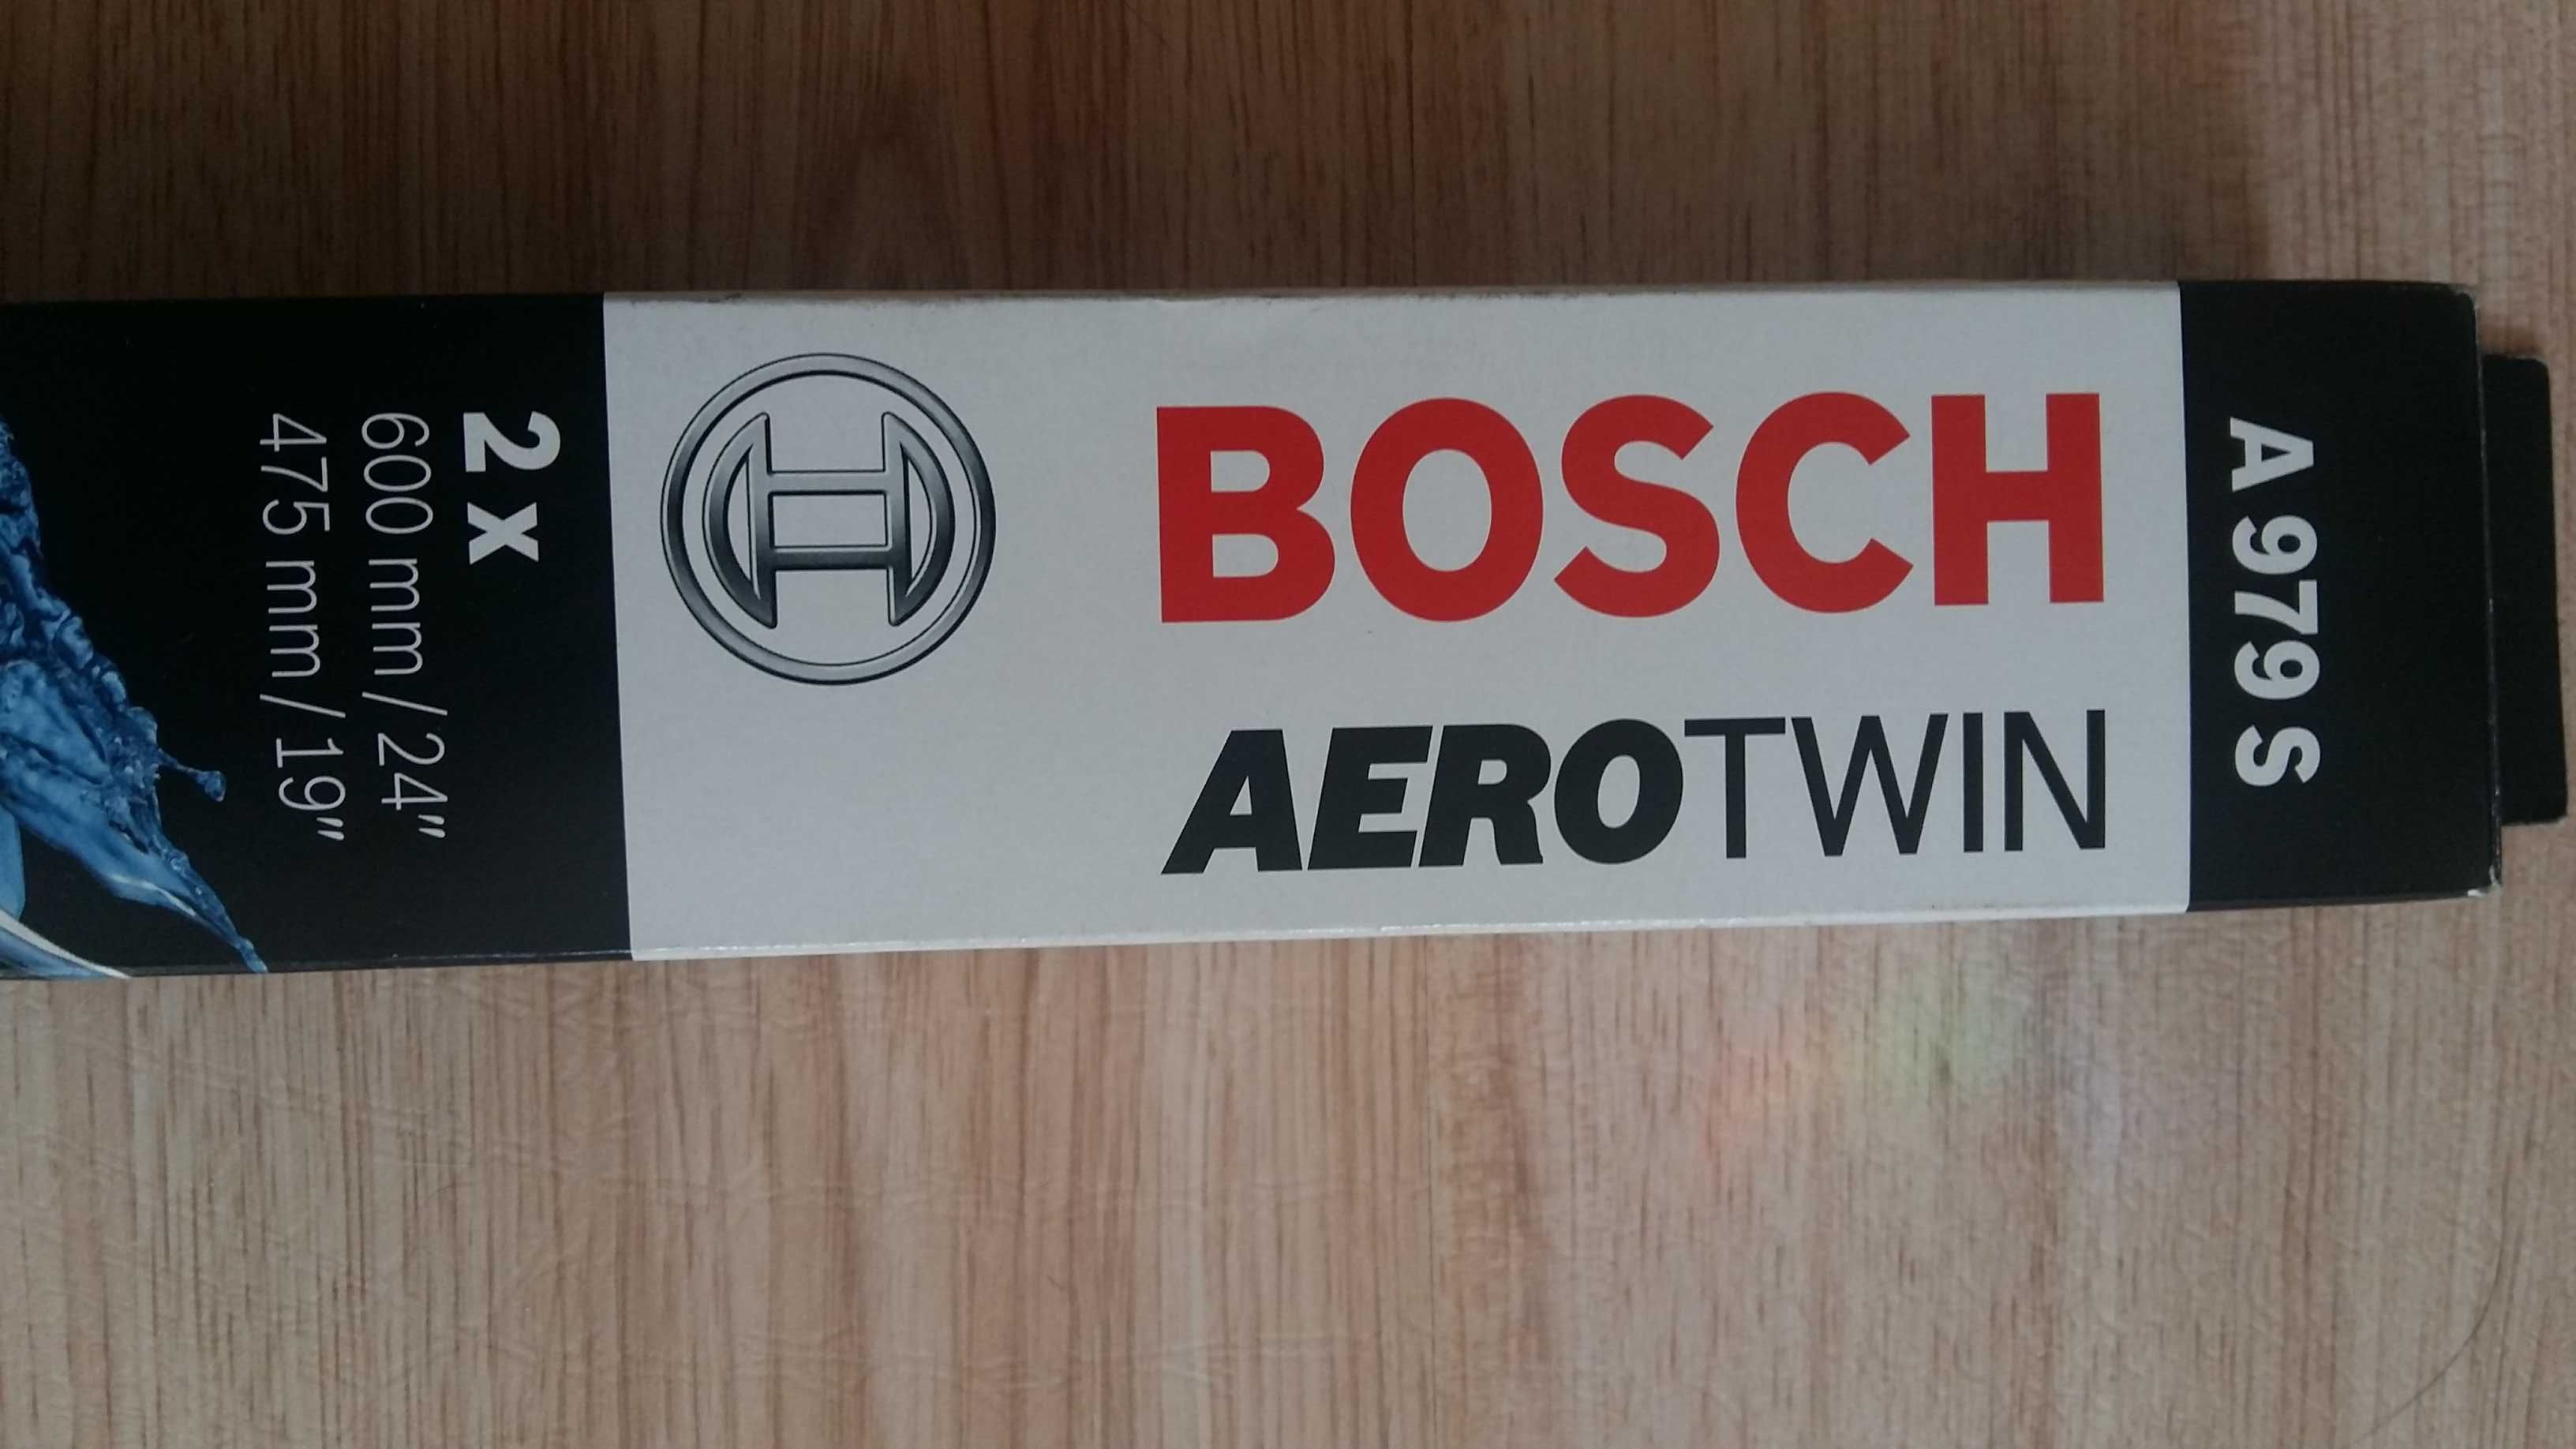 A 979 S
BOSCH
AEROTWIN
2 x
600 mm / 24"
475 mm / 19"